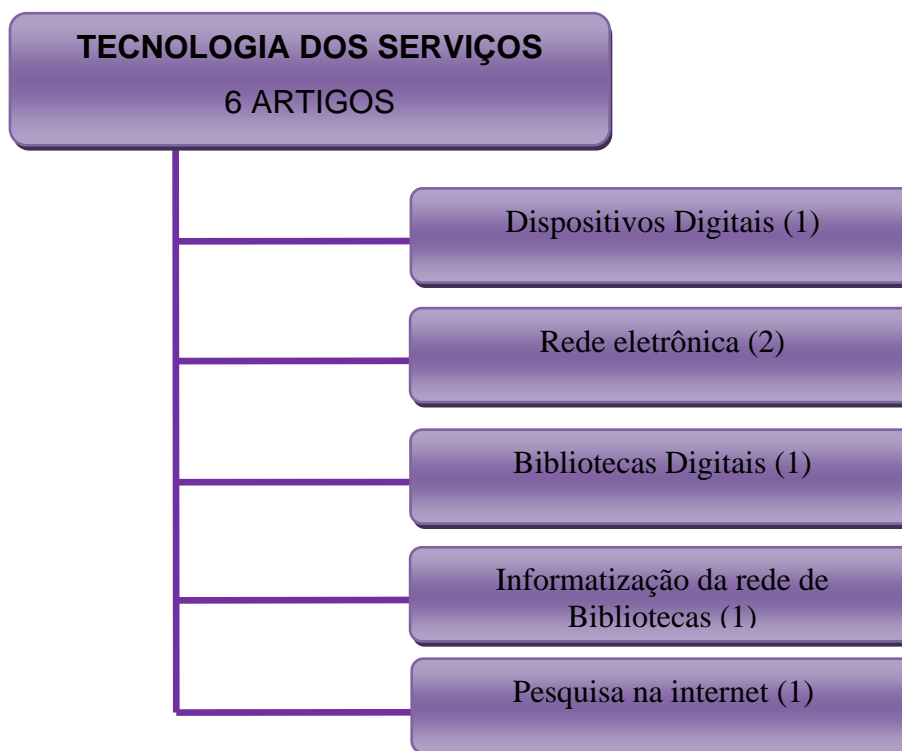 TECNOLOGIA DOS SERVIÇOS
6 ARTIGOS
Dispositivos Digitais (1)
Rede eletrônica (2)
Bibliotecas Digitais (1)
Informatização da rede de
Bibliotecas (1)
Pesquisa na internet (1)